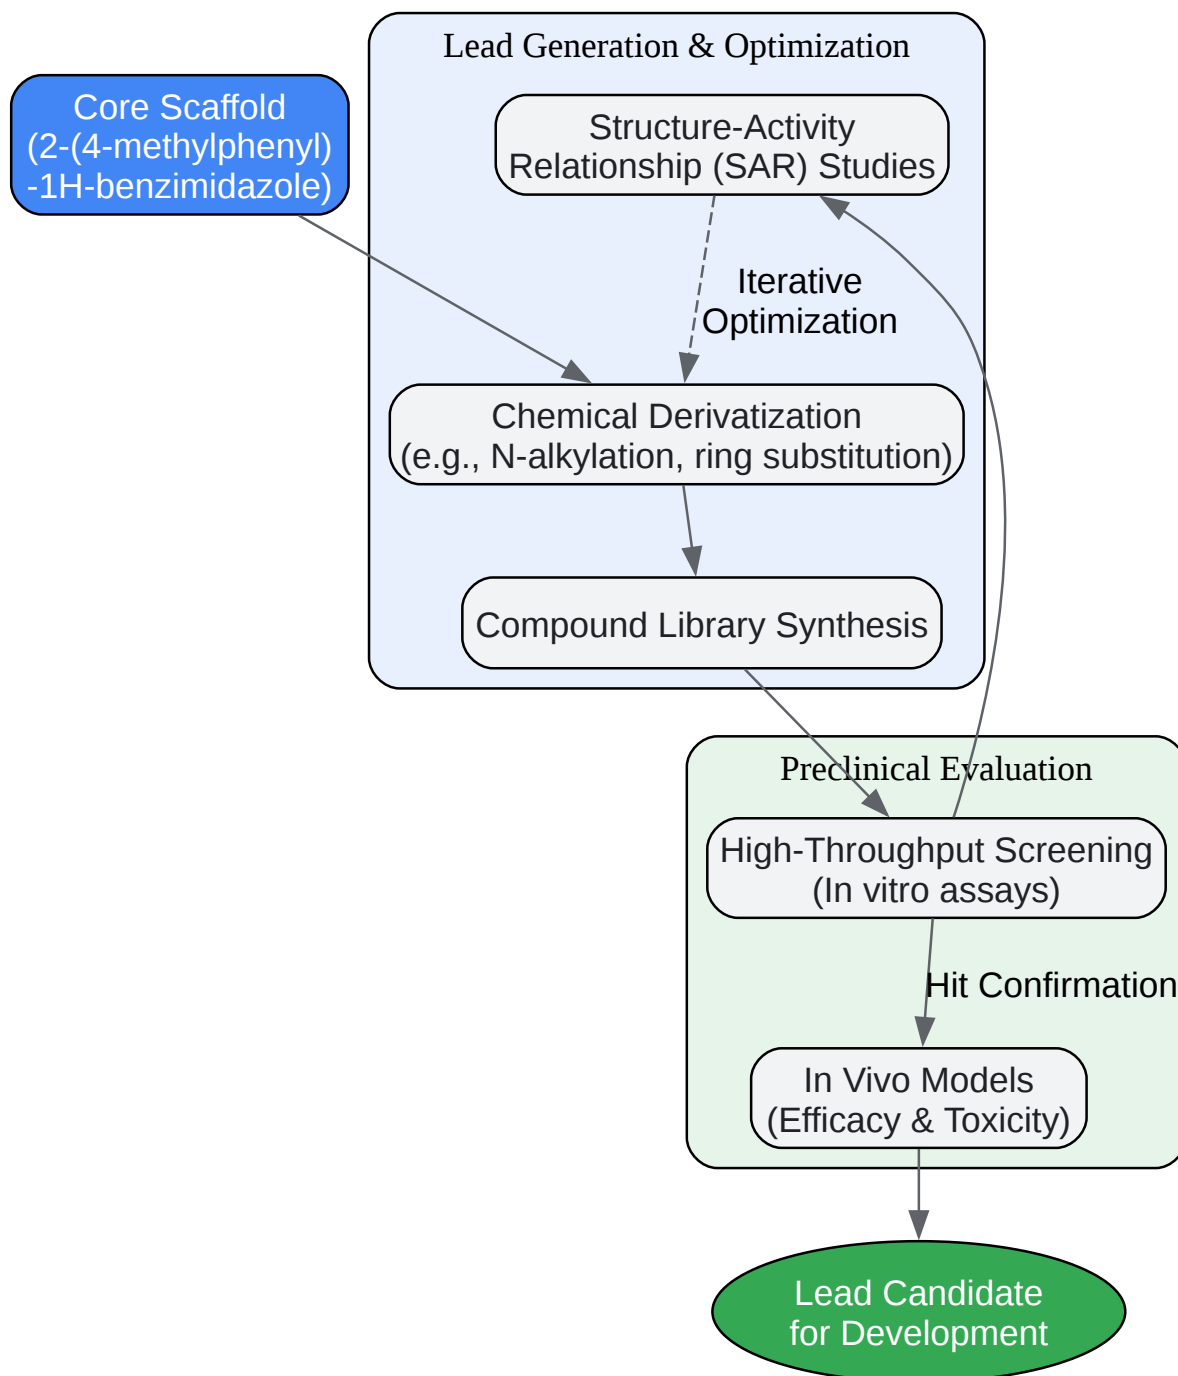 Lead Generation & Optimization
Core Scaffold
(2-(4-methylphenyl)
-1H-benzimidazole)
Structure-Activity
Relationship (SAR) Studies
Iterative
Optimization
Chemical Derivatization
(e.g., N-alkylation, ring substitution)
Compound Library Synthesis
Preclinical Evaluation
High-Throughput Screening
(In vitro assays)
Hit Confirmation
In Vivo Models
(Efficacy & Toxicity)
Lead Candidate
for Development